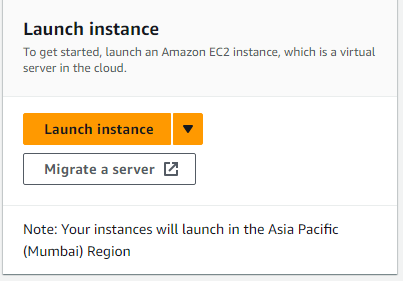 Launch instance
To get started, launch an Amazon EC2 instance, which is a virtual
server in the cloud.
Launch instance
Migrate a server
Note: Your instances will launch in the Asia Pacific
(Mumbai) Region